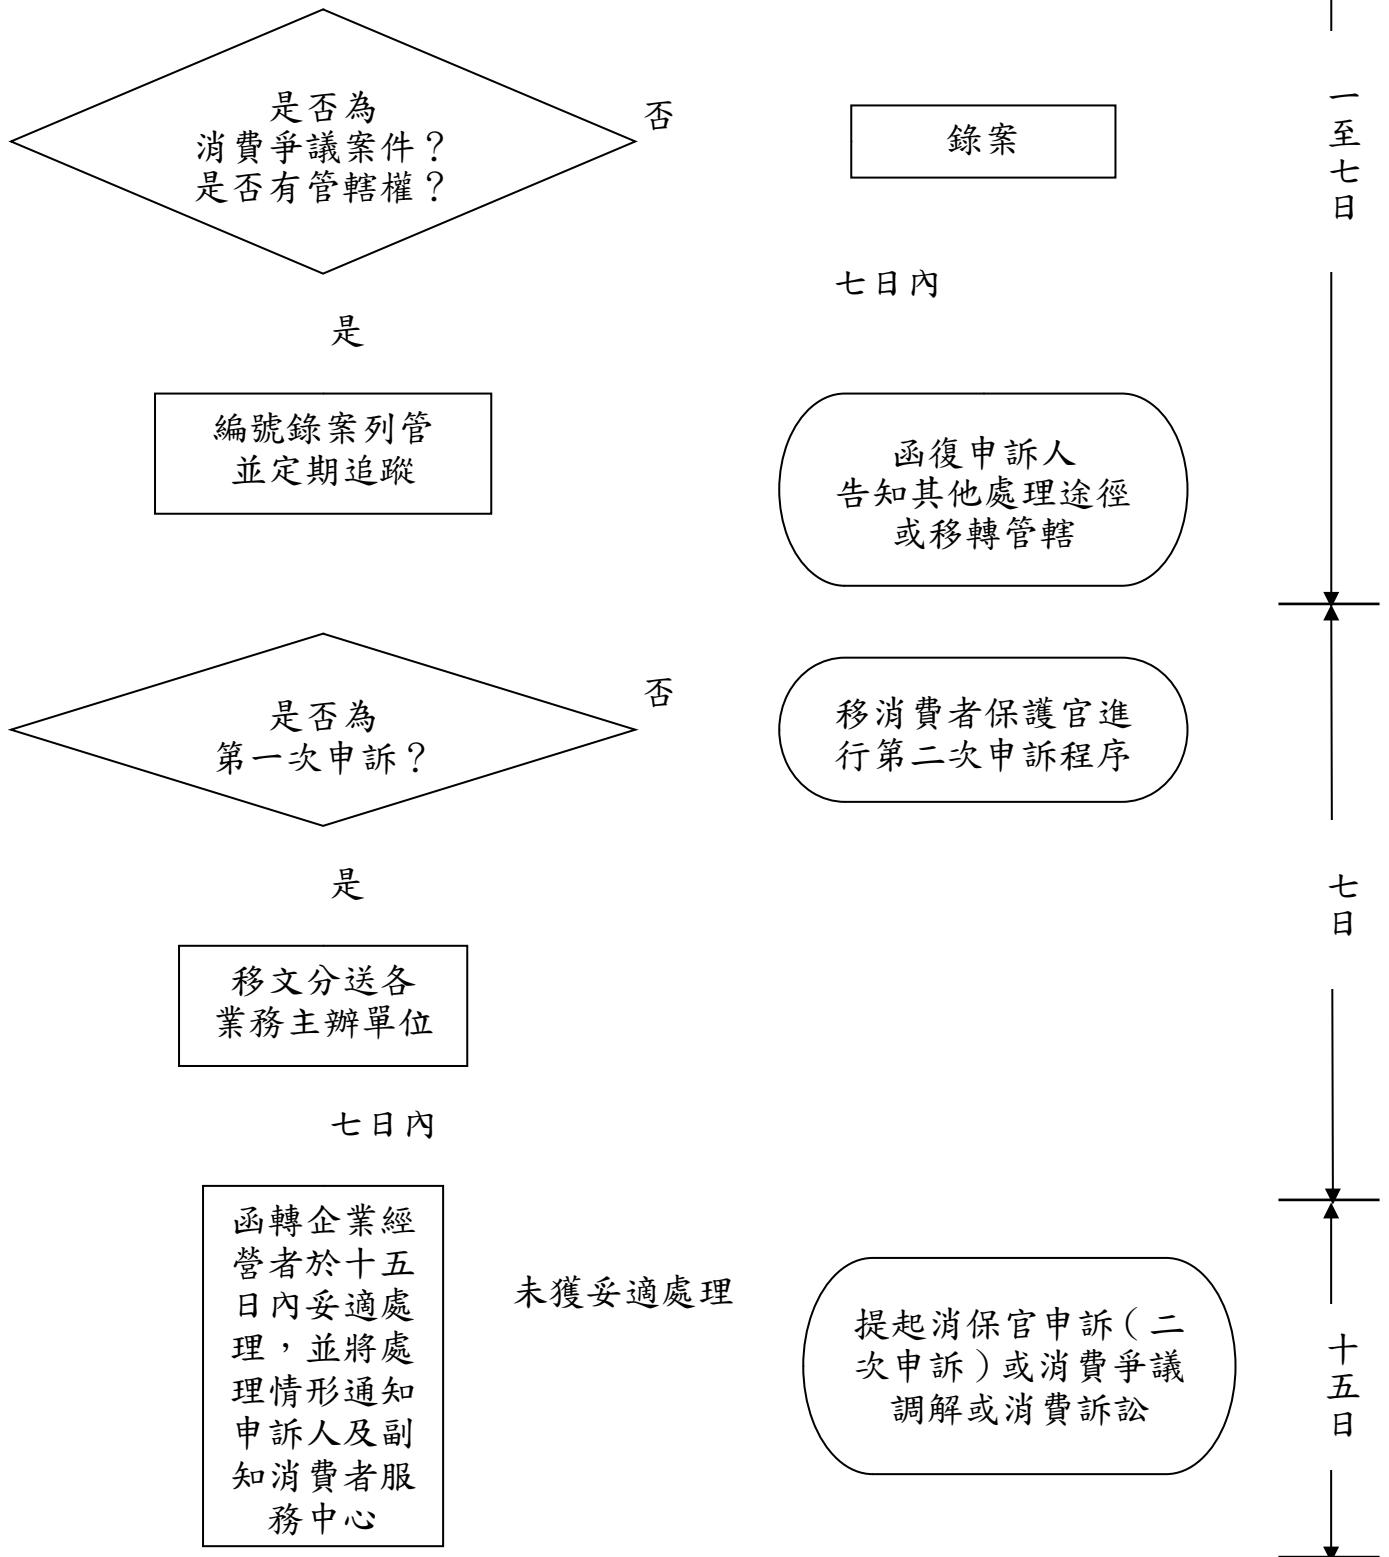 是否為
消費爭議案件？
是否有管轄權？
否
錄案
一至七日
七日內
是
編號錄案列管
並定期追蹤
函復申訴人
告知其他處理途徑
或移轉管轄
是否為
第一次申訴？
否
移消費者保護官進
行第二次申訴程序
是
七日
移文分送各
業務主辦單位
七日內
函轉企業經
營者於十五
日內妥適處
理，並將處
理情形通知
申訴人及副
知消費者服
務中心
未獲妥適處理
提起消保官申訴（二
次申訴）或消費爭議
調解或消費訴訟
十五日